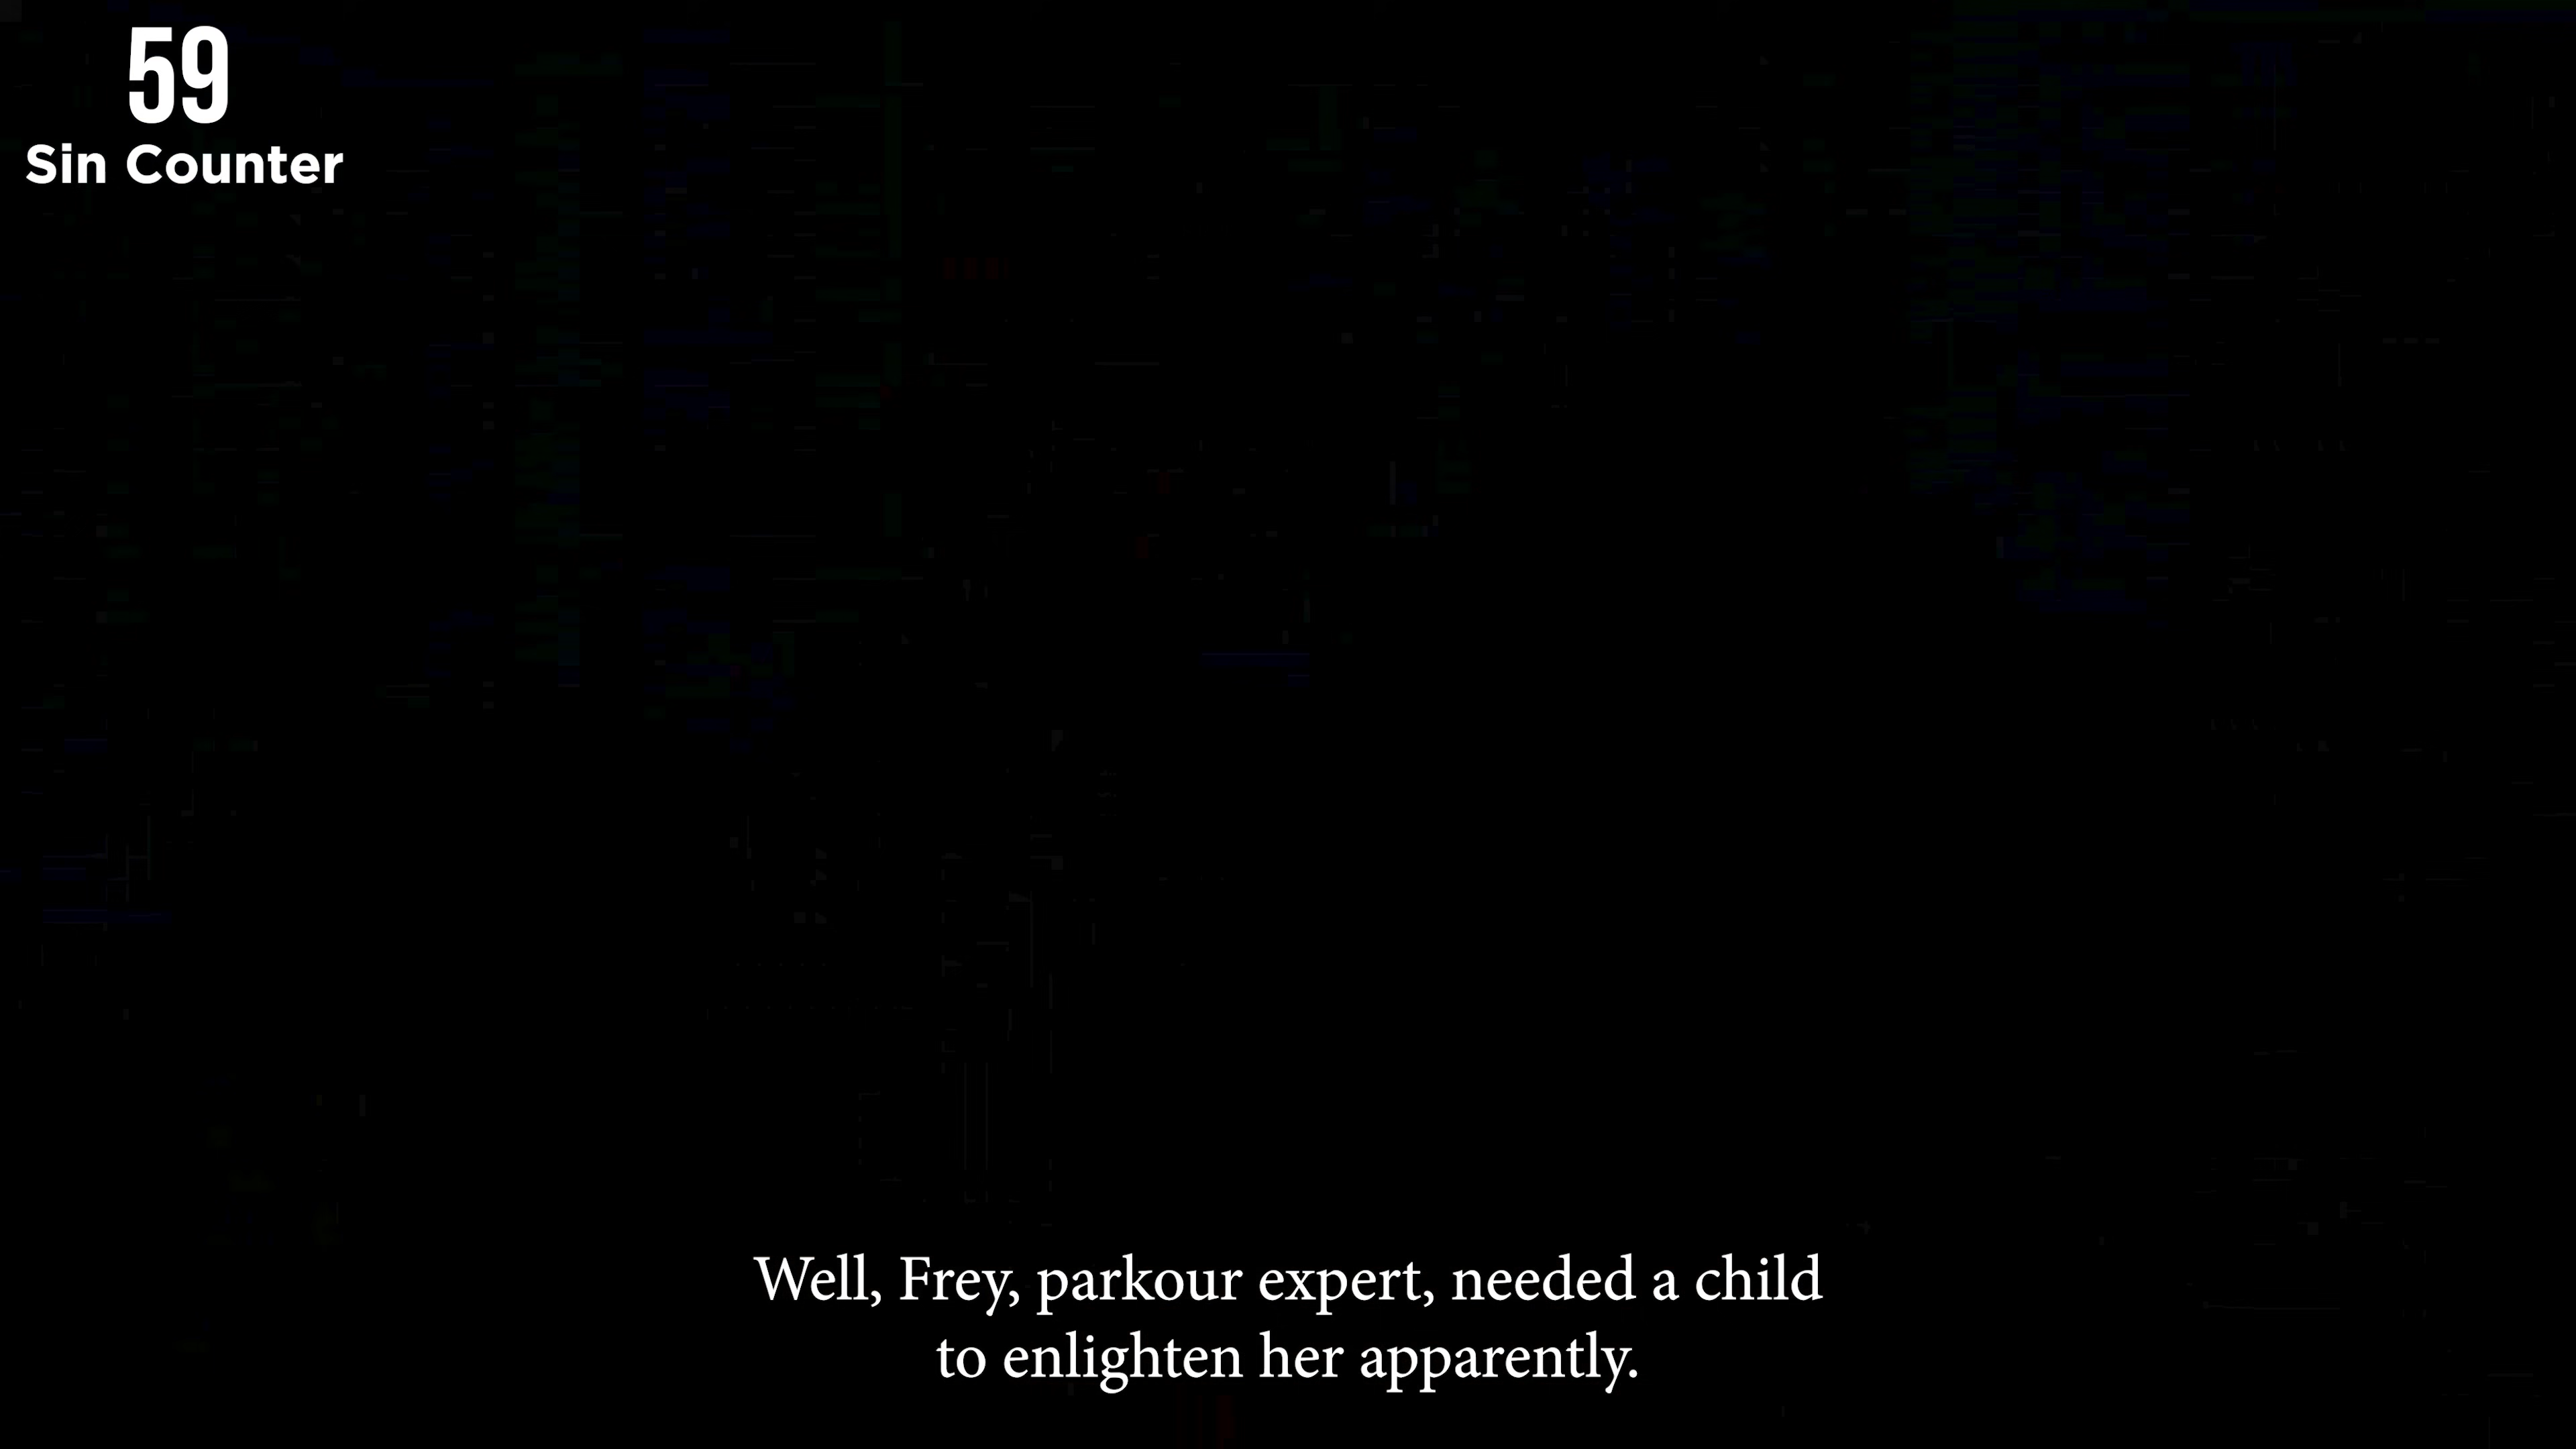 59
Sin Counter
Well, Frey, parkour expert, needed a child
to enlighten her apparently.